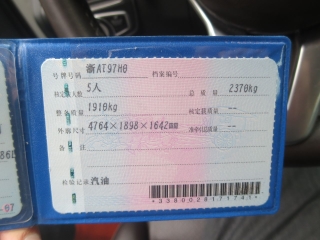 号牌号码 浙AT97H0 档案编号
核定载人数 5人 总质量 2370kg
整备质量 1910kg 核定载质量 --
外廓尺寸 4764×1898×1642mm 准牵引总质量 --
备注
检验记录 汽油